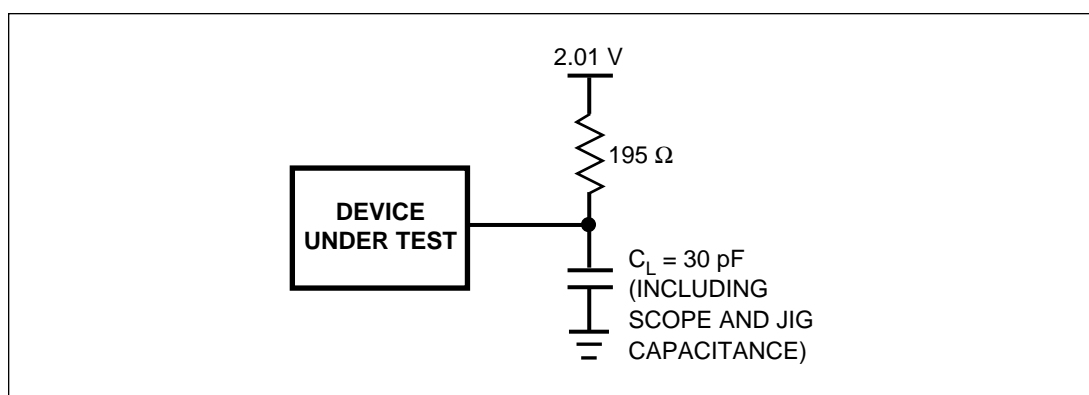 2.01 V
195 Ω
DEVICE
UNDER TEST
C_L = 30 pF
(INCLUDING
SCOPE AND JIG
CAPACITANCE)